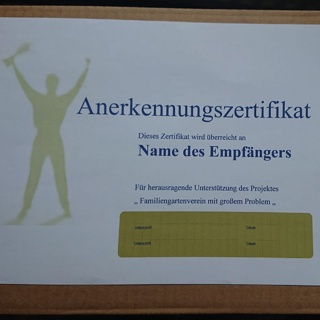 Anerkennungszertifikat
Dieses Zertifikat wird überreicht an
Name des Empfängers
Für herausragende Unterstützung des Projektes
„ Familiengartenverein mit großem Problem „